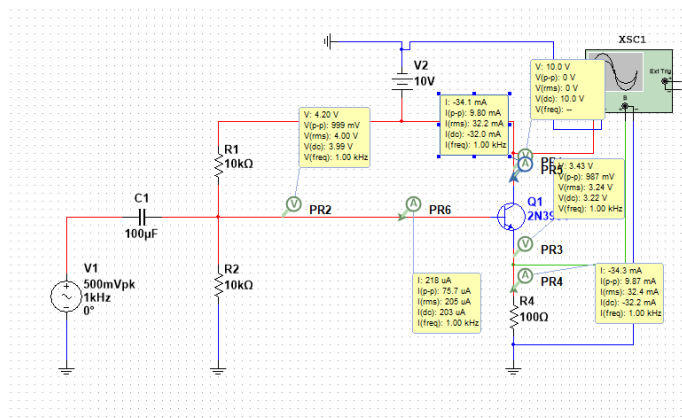 XSC1
Ext Trig
V2
10V
V: 10.0 V
V(p-p): 0 V
V(rms): 0 V
V(dc): 10.0 V
V(freq): --
I: -34.1 mA
I(p-p): 9.80 mA
I(rms): 32.2 mA
I(dc): -32.0 mA
I(freq): 1.00 kHz
V: 4.20 V
V(p-p): 999 mV
V(rms): 4.00 V
V(dc): 3.99 V
V(freq): 1.00 kHz
R1
10kΩ
PR5
V: 3.43 V
V(p-p): 987 mV
V(rms): 3.24 V
V(dc): 3.22 V
V(freq): 1.00 kHz
C1
100µF
PR2
PR6
Q1
PR3
V1
500mVpk
1kHz
0°
R2
10kΩ
I: 218 uA
I(p-p): 75.7 uA
I(rms): 205 uA
I(dc): 203 uA
I(freq): 1.00 kHz
PR4
R4
100Ω
I: -34.3 mA
I(p-p): 9.87 mA
I(rms): 32.4 mA
I(dc): -32.2 mA
I(freq): 1.00 kHz